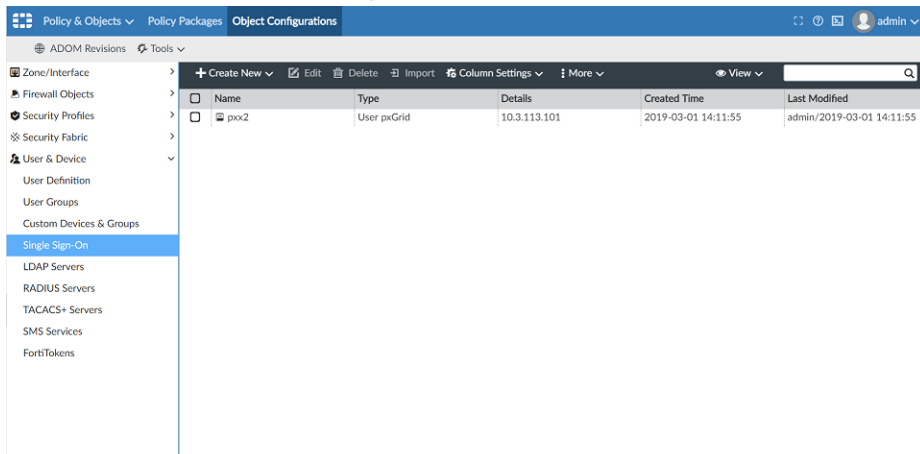 Policy & Objects Policy Packages Object Configurations admin
ADOM Revisions Tools
Zone/Interface
Firewall Objects
Security Profiles
Security Fabric
User & Device
User Definition
User Groups
Custom Devices & Groups
Single Sign-On
LDAP Servers
RADIUS Servers
TACACS+ Servers
SMS Services
FortiTokens
Create New Edit Delete Import Column Settings More View
Name Type Details Created Time Last Modified
pxx2 User pxGrid 10.3.113.101 2019-03-01 14:11:55 admin/2019-03-01 14:11:55